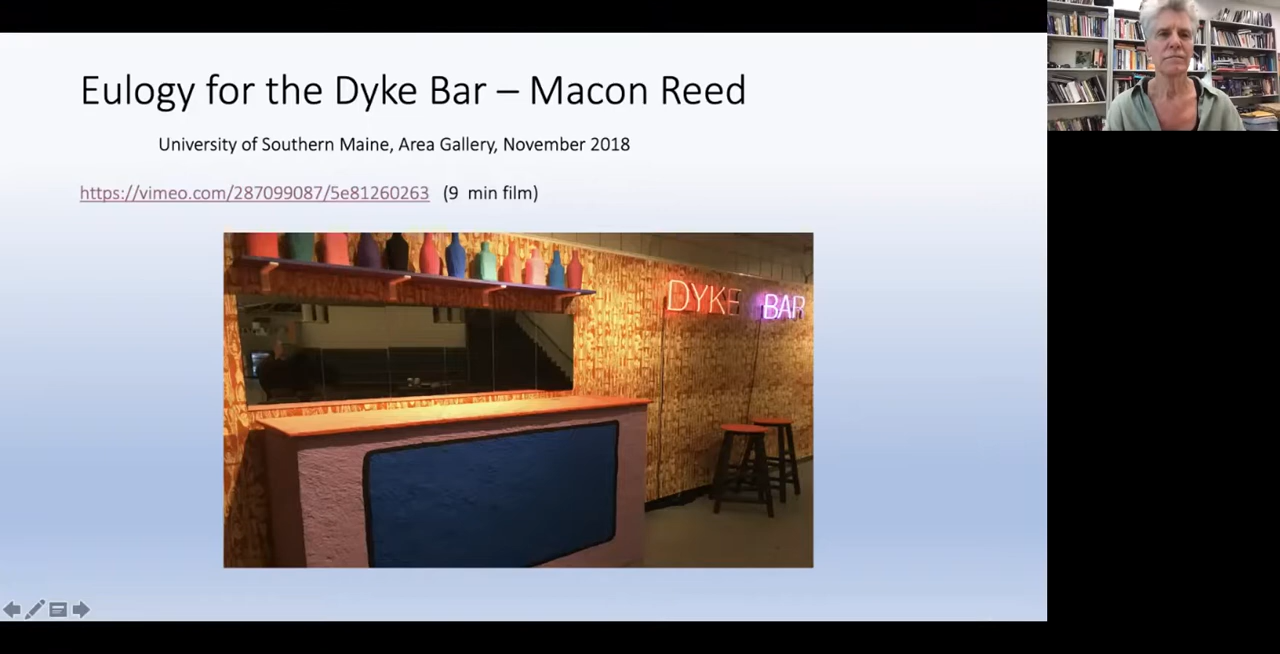 Eulogy for the Dyke Bar – Macon Reed
University of Southern Maine, Area Gallery, November 2018
https://vimeo.com/287099087/5e81260263 (9 min film)
DYKE BAR